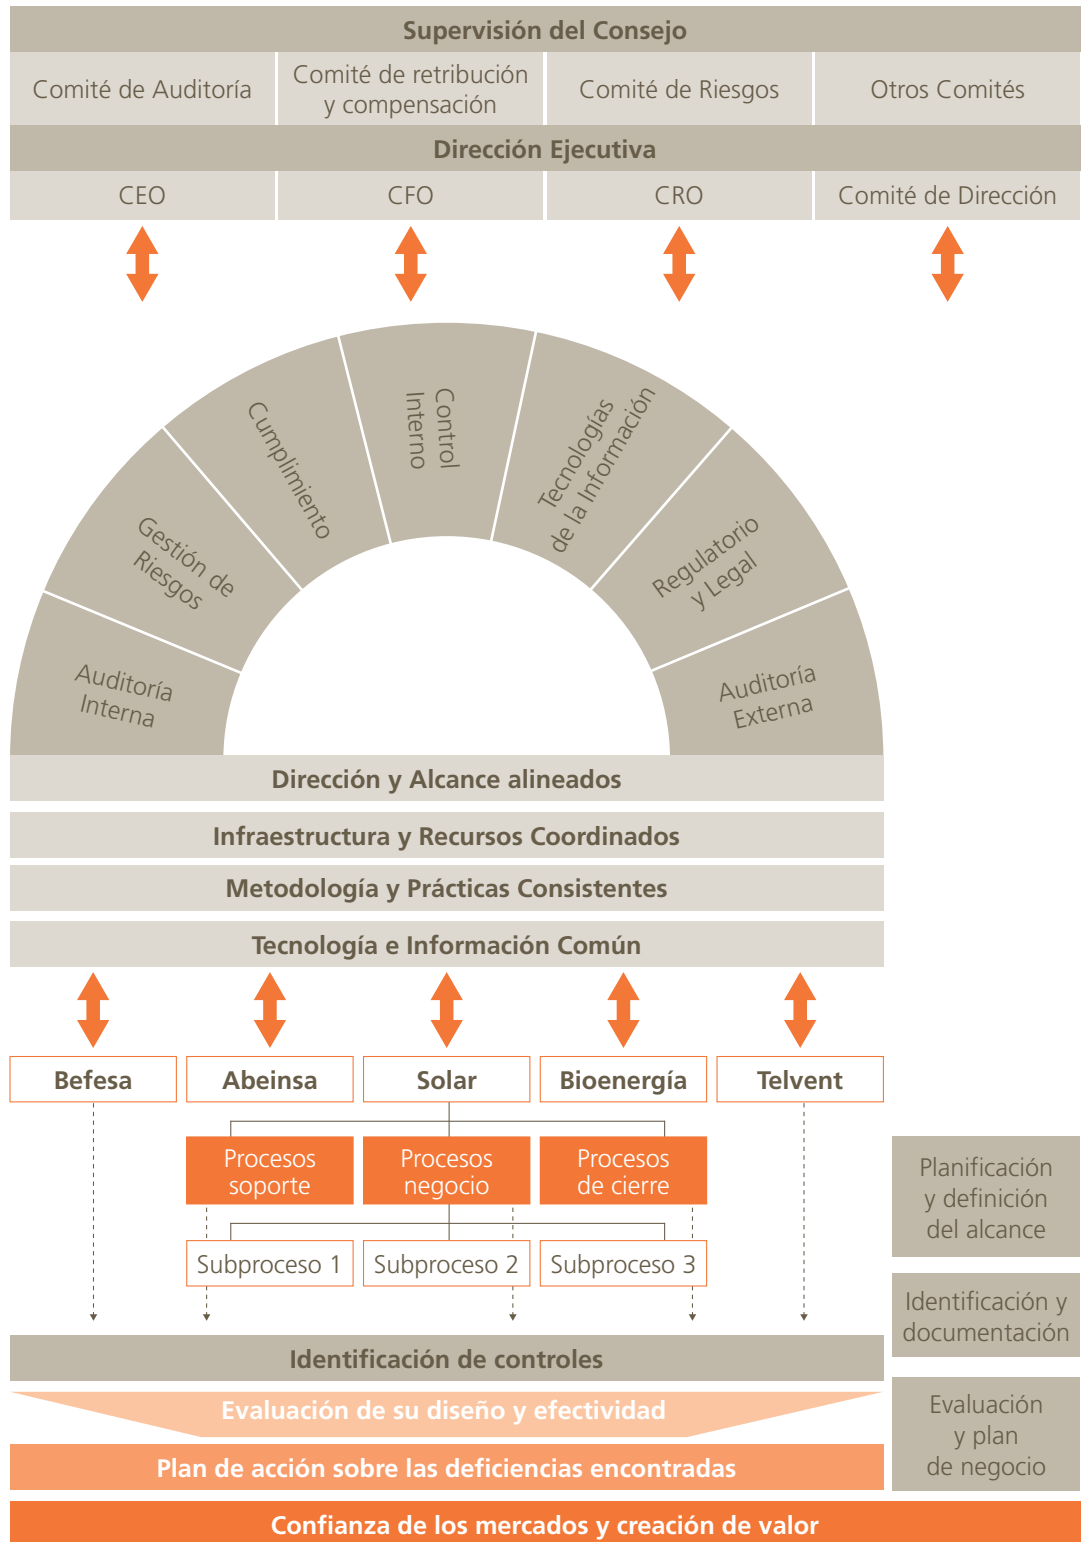 Supervisión del Consejo
Comité de Auditoría
Comité de retribución
y compensación
Comité de Riesgos
Otros Comités
Dirección Ejecutiva
CEO
CFO
CRO
Comité de Dirección
Auditoría
Interna
Gestión de
Riesgos
Cumplimiento
Control
Interno
Tecnologías
de la Información
Regulatorio
y Legal
Auditoría
Externa
Dirección y Alcance alineados
Infraestructura y Recursos Coordinados
Metodología y Prácticas Consistentes
Tecnología e Información Común
Befesa
Abeinsa
Solar
Bioenergía
Telvent
Procesos
soporte
Procesos
negocio
Procesos
de cierre
Planificación
y definición
del alcance
Subproceso 1
Subproceso 2
Subproceso 3
Identificación y
documentación
Identificación de controles
Evaluación de su diseño y efectividad
Evaluación
y plan
de negocio
Plan de acción sobre las deficiencias encontradas
Confianza de los mercados y creación de valor